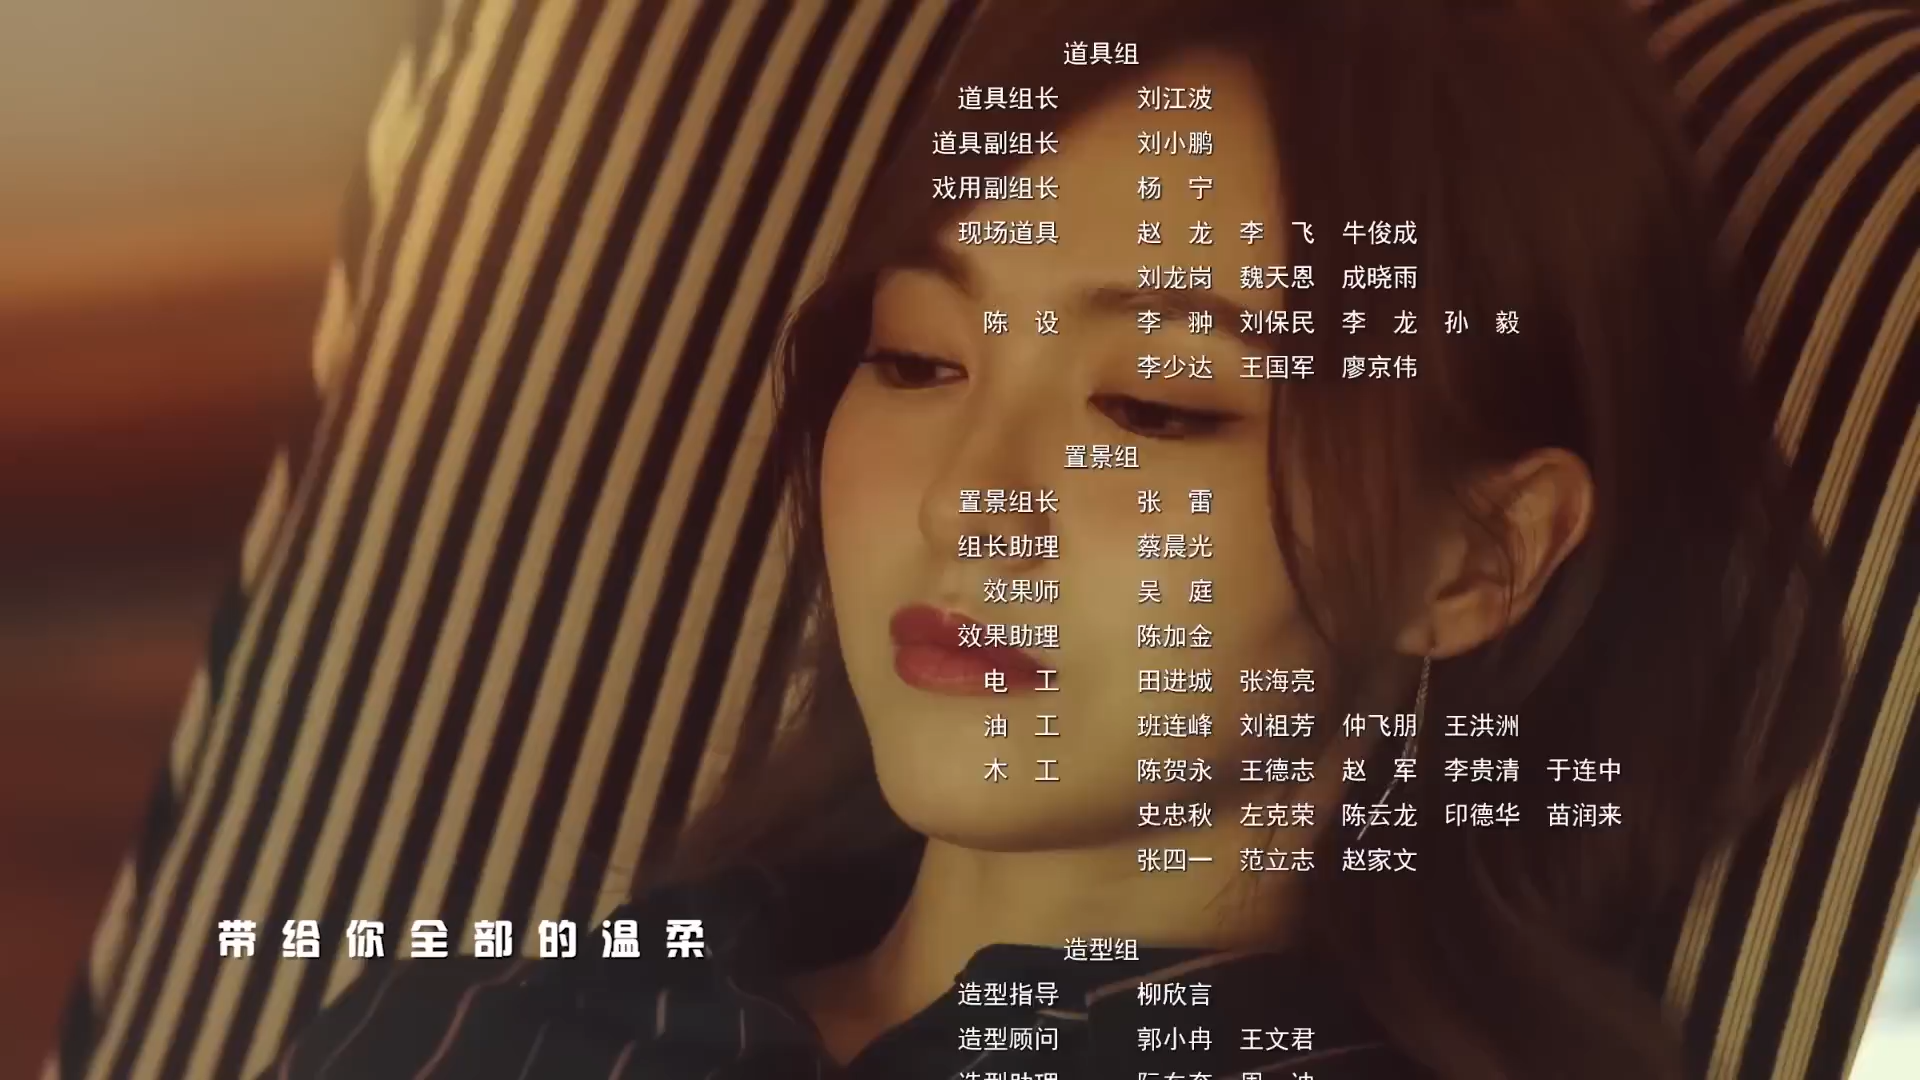 道具组
道具组长 刘江波
道具副组长 刘小鹏
戏用副组长 杨 宁
现场道具 赵 龙 李 飞 牛俊成
刘龙岗 魏天恩 成晓雨
陈 设 李 翀 刘保民 李 龙 孙 毅
李少达 王国军 廖京伟
置景组
置景组长 张 雷
组长助理 蔡晨光
效果师 吴 庭
效果助理 陈加金
电 工 田进城 张海亮
油 工 班连峰 刘祖芳 仲飞朋 王洪洲
木 工 陈贺永 王德志 赵 军 李贵清 于连中
史忠秋 左克荣 陈云龙 印德华 苗润来
张四一 范立志 赵家文
带给你全部的温柔
造型组
造型指导 柳欣言
造型顾问 郭小冉 王文君
造型助理